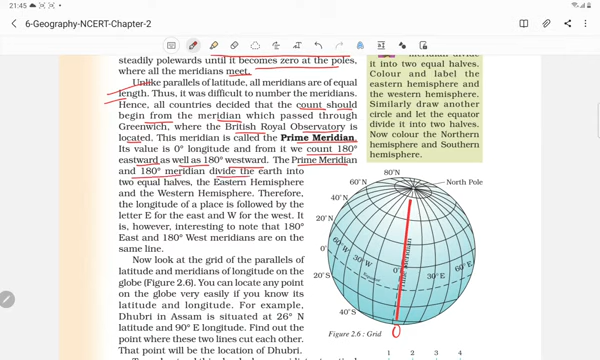 21:45
6-Geography-NCERT-Chapter-2
steadily polewards until it becomes zero at the poles,
where all the meridians meet.
Unlike parallels of latitude, all meridians are of equal
length. Thus, it was difficult to number the meridians.
Hence, all countries decided that the count should
begin from the meridian which passed through
Greenwich, where the British Royal Observatory is
located. This meridian is called the Prime Meridian.
Its value is 0° longitude and from it we count 180°
eastward as well as 180° westward. The Prime Meridian
and 180° meridian divide the earth into
two equal halves, the Eastern Hemisphere
and the Western Hemisphere. Therefore,
the longitude of a place is followed by the
letter E for the east and W for the west. It
is, however, interesting to note that 180°
East and 180° West meridians are on the
same line.
Now look at the grid of the parallels of
latitude and meridians of longitude on the
globe (Figure 2.6). You can locate any point
on the globe very easily if you know its
latitude and longitude. For example,
Dhubri in Assam is situated at 26° N
latitude and 90° E longitude. Find out the
point where these two lines cut each other.
That point will be the location of Dhubri.
meridian divide
it into two equal halves.
Colour and label the
eastern hemisphere and
the western hemisphere.
Similarly draw another
circle and let the equator
divide it into two halves.
Now colour the Northern
hemisphere and Southern
hemisphere.
80°N
60°N
North Pole
40°N
20°N
0°
60°W
30°W
Equator
0°
Prime Meridian
30°E
60°E
20°S
40°S
0
Figure 2.6 : Grid
1 2 3 4